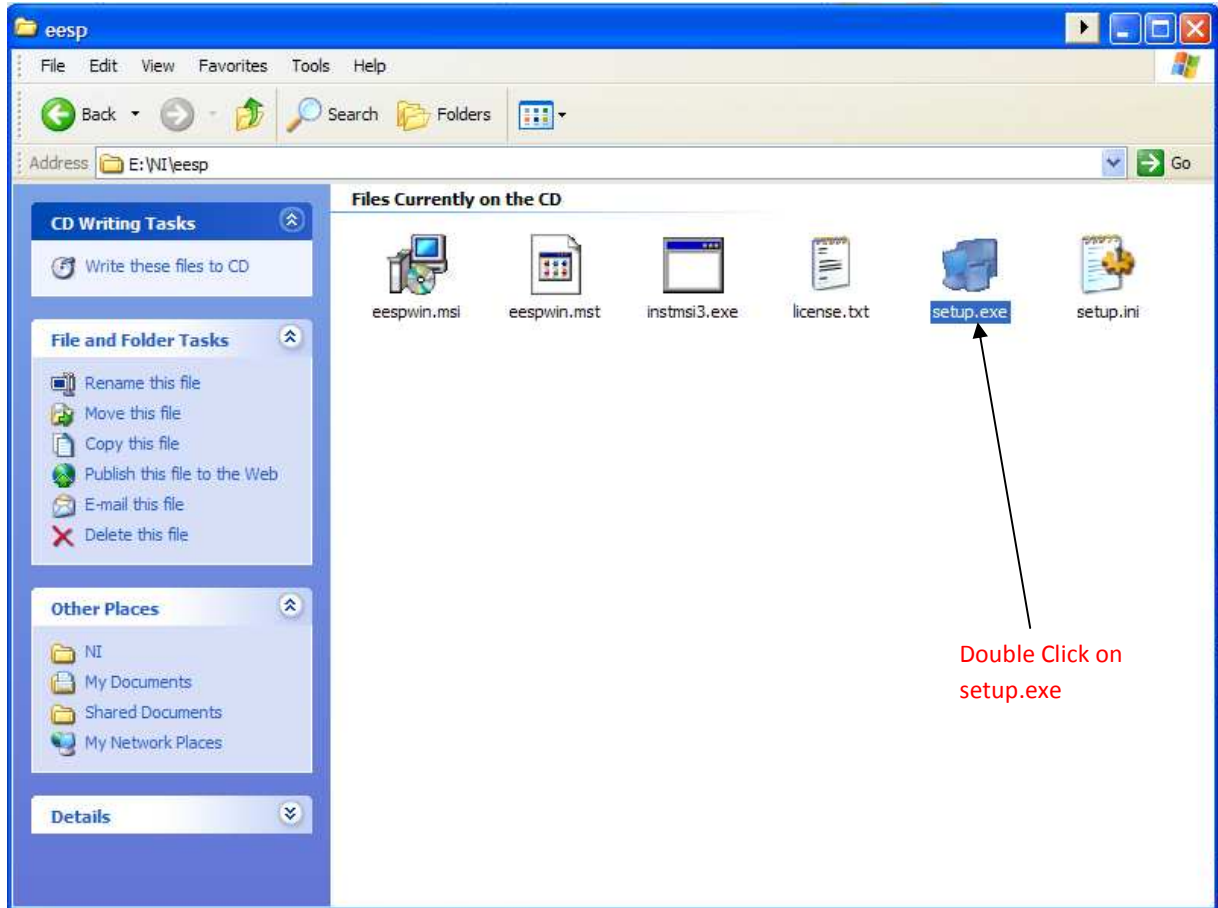 eesp
File Edit View Favorites Tools Help
Back Search Folders
Address E:\NI\eesp Go
CD Writing Tasks
Write these files to CD
File and Folder Tasks
Rename this file
Move this file
Copy this file
Publish this file to the Web
E-mail this file
Delete this file
Other Places
NI
My Documents
Shared Documents
My Network Places
Details
Files Currently on the CD
eespwin.msi eespwin.mst instmsi3.exe license.txt setup.exe setup.ini
Double Click on
setup.exe